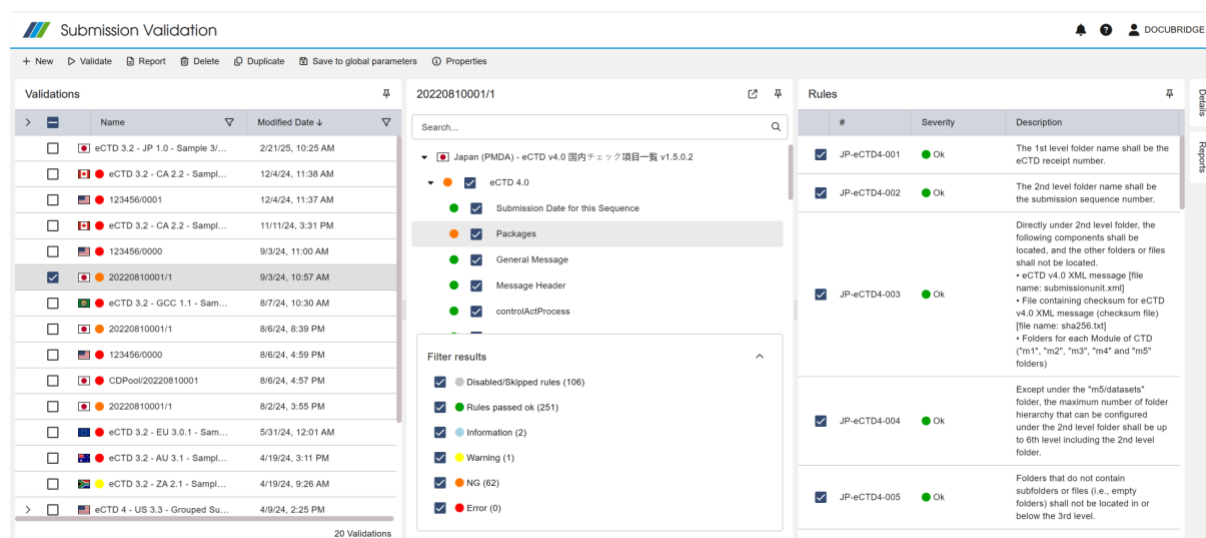 Submission Validation
DOCUBRIDGE
New
Validate
Report
Delete
Duplicate
Save to global parameters
Properties
Validations
Name
Modified Date ↓
eCTD 3.2 - JP 1.0 - Sample 3/...
2/21/25, 10:25 AM
eCTD 3.2 - CA 2.2 - Sampl...
12/4/24, 11:38 AM
123456/0001
12/4/24, 11:37 AM
eCTD 3.2 - CA 2.2 - Sampl...
11/11/24, 3:31 PM
123456/0000
9/3/24, 11:00 AM
20220810001/1
9/3/24, 10:57 AM
eCTD 3.2 - GCC 1.1 - Sam...
8/7/24, 10:30 AM
20220810001/1
8/6/24, 8:39 PM
123456/0000
8/6/24, 4:59 PM
CDPool/20220810001
8/6/24, 4:57 PM
20220810001/1
8/2/24, 3:55 PM
eCTD 3.2 - EU 3.0.1 - Sam...
5/31/24, 12:01 AM
eCTD 3.2 - AU 3.1 - Sampl...
4/19/24, 3:11 PM
eCTD 3.2 - ZA 2.1 - Sampl...
4/19/24, 9:26 AM
eCTD 4 - US 3.3 - Grouped Su...
4/9/24, 2:25 PM
20 Validations
20220810001/1
Search...
Japan (PMDA) - eCTD v4.0 国内チェック項目一覧 v1.5.0.2
eCTD 4.0
Submission Date for this Sequence
Packages
General Message
Message Header
controlActProcess
Filter results
Disabled/Skipped rules (106)
Rules passed ok (251)
Information (2)
Warning (1)
NG (62)
Error (0)
Rules
#
Severity
Description
JP-eCTD4-001
Ok
The 1st level folder name shall be the
eCTD receipt number.
JP-eCTD4-002
Ok
The 2nd level folder name shall be
the submission sequence number.
JP-eCTD4-003
Ok
Directly under 2nd level folder, the
following components shall be
located, and the other folders or files
shall not be located.
• eCTD v4.0 XML message [file
name: submissionunit.xml]
• File containing checksum for eCTD
v4.0 XML message (checksum file)
[file name: sha256.txt]
• Folders for each Module of CTD
("m1", "m2", "m3", "m4" and "m5"
folders)
JP-eCTD4-004
Ok
Except under the "m5/datasets"
folder, the maximum number of folder
hierarchy that can be configured
under the 2nd level folder shall be up
to 6th level including the 2nd level
folder.
JP-eCTD4-005
Ok
Folders that do not contain
subfolders or files (i.e., empty
folders) shall not be located in or
below the 3rd level.
Details
Reports